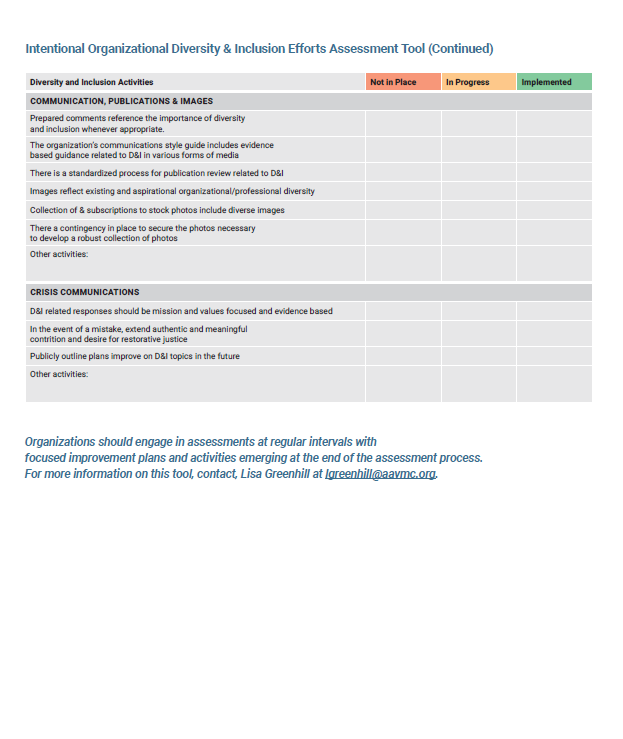 Intentional Organizational Diversity & Inclusion Efforts Assessment Tool (Continued)
Diversity and Inclusion Activities Not in Place In Progress Implemented
COMMUNICATION, PUBLICATIONS & IMAGES
Prepared comments reference the importance of diversity
and inclusion whenever appropriate.
The organization's communications style guide includes evidence
based guidance related to D&I in various forms of media
There is a standardized process for publication review related to D&I
Images reflect existing and aspirational organizational/professional diversity
Collection of & subscriptions to stock photos include diverse images
There a contingency in place to secure the photos necessary
to develop a robust collection of photos
Other activities:
CRISIS COMMUNICATIONS
D&I related responses should be mission and values focused and evidence based
In the event of a mistake, extend authentic and meaningful
contrition and desire for restorative justice
Publicly outline plans improve on D&I topics in the future
Other activities:
Organizations should engage in assessments at regular intervals with
focused improvement plans and activities emerging at the end of the assessment process.
For more information on this tool, contact, Lisa Greenhill at lgreenhill@aavmc.org.